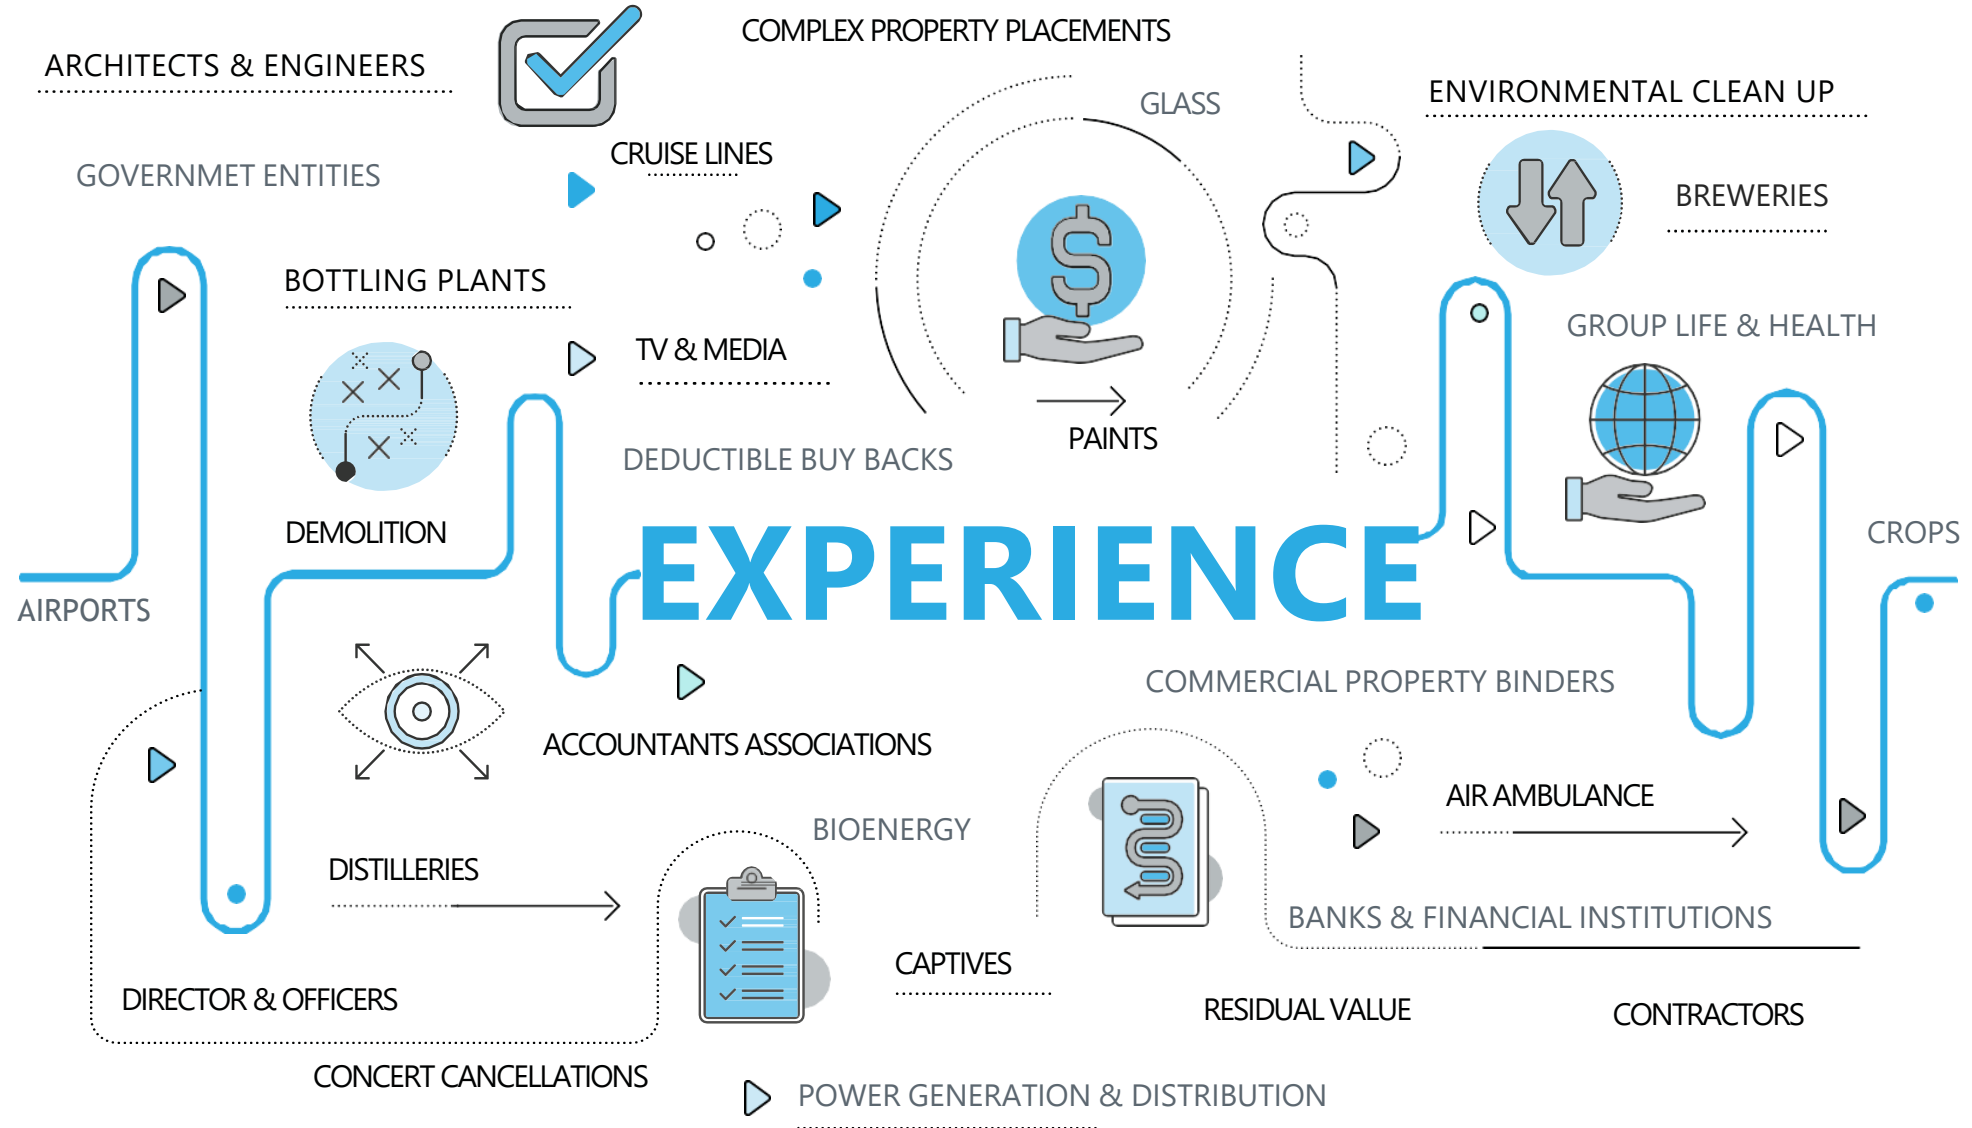 COMPLEX PROPERTY PLACEMENTS
ARCHITECTS & ENGINEERS
ENVIRONMENTAL CLEAN UP
GLASS
CRUISE LINES
GOVERNMET ENTITIES
BREWERIES
BOTTLING PLANTS
GROUP LIFE & HEALTH
TV & MEDIA
PAINTS
DEDUCTIBLE BUY BACKS
DEMOLITION
CROPS
EXPERIENCE
AIRPORTS
COMMERCIAL PROPERTY BINDERS
ACCOUNTANTS ASSOCIATIONS
AIR AMBULANCE
BIOENERGY
DISTILLERIES
BANKS & FINANCIAL INSTITUTIONS
CAPTIVES
DIRECTOR & OFFICERS
RESIDUAL VALUE
CONTRACTORS
CONCERT CANCELLATIONS
POWER GENERATION & DISTRIBUTION